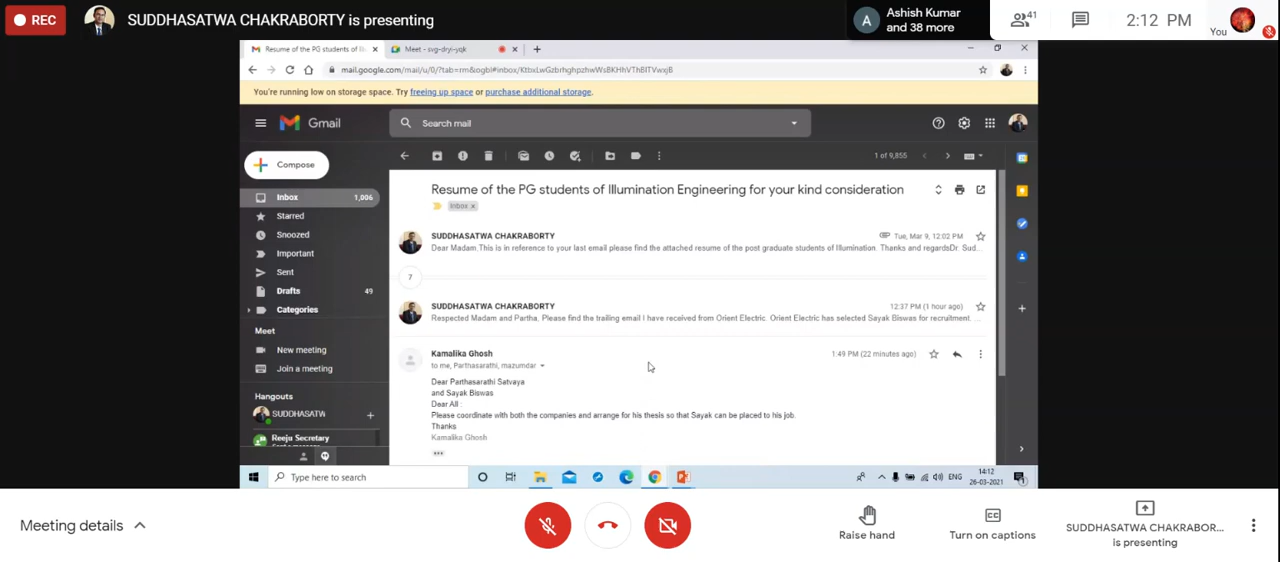 REC
SUDDHASATWA CHAKRABORTY is presenting
A
Ashish Kumar
and 38 more
41
2:12 PM
You
Resume of the PG students of Il
Meet - svg-dryi-yqk
mail.google.com/mail/u/0/?tab=rm&ogbl#inbox/
You're running low on storage space. Try freeing up space or purchase additional storage.
Gmail
Search mail
Compose
1 of 9,855
Inbox 1,006
Starred
Snoozed
Important
Sent
Drafts 49
Categories
Meet
New meeting
Join a meeting
Hangouts
SUDDHASATW
Reeju Secretary
Resume of the PG students of Illumination Engineering for your kind consideration
Inbox x
SUDDHASATWA CHAKRABORTY
Tue, Mar 9, 12:02 PM
Dear Madam.This is in reference to your last email please find the attached resume of the post graduate students of Illumination. Thanks and regardsDr. Sud...
7
SUDDHASATWA CHAKRABORTY
12:37 PM (1 hour ago)
Respected Madam and Partha, Please find the trailing email I have received from Orient Electric. Orient Electric has selected Sayak Biswas for recruitment. ...
Kamalika Ghosh
1:49 PM (22 minutes ago)
to me, Parthasarathi, mazumdar
Dear Parthasarathi Satvaya
and Sayak Biswas
Dear All :
Please coordinate with both the companies and arrange for his thesis so that Sayak can be placed to his job.
Thanks
Kamalika Ghosh
Type here to search
ENG
14:12
26-03-2021
Meeting details
Raise hand
Turn on captions
SUDDHASATWA CHAKRABOR...
is presenting